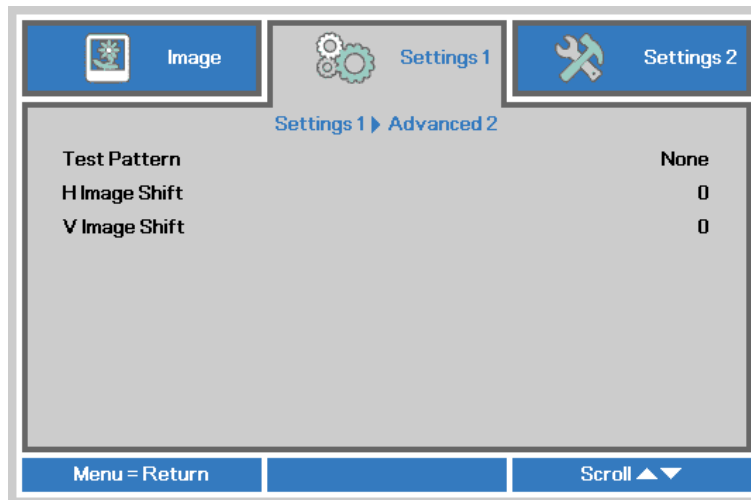 Image
Settings 1
Settings 2
Settings 1 ▶ Advanced 2
Test Pattern None
H Image Shift 0
V Image Shift 0
Menu = Return
Scroll ▲▼